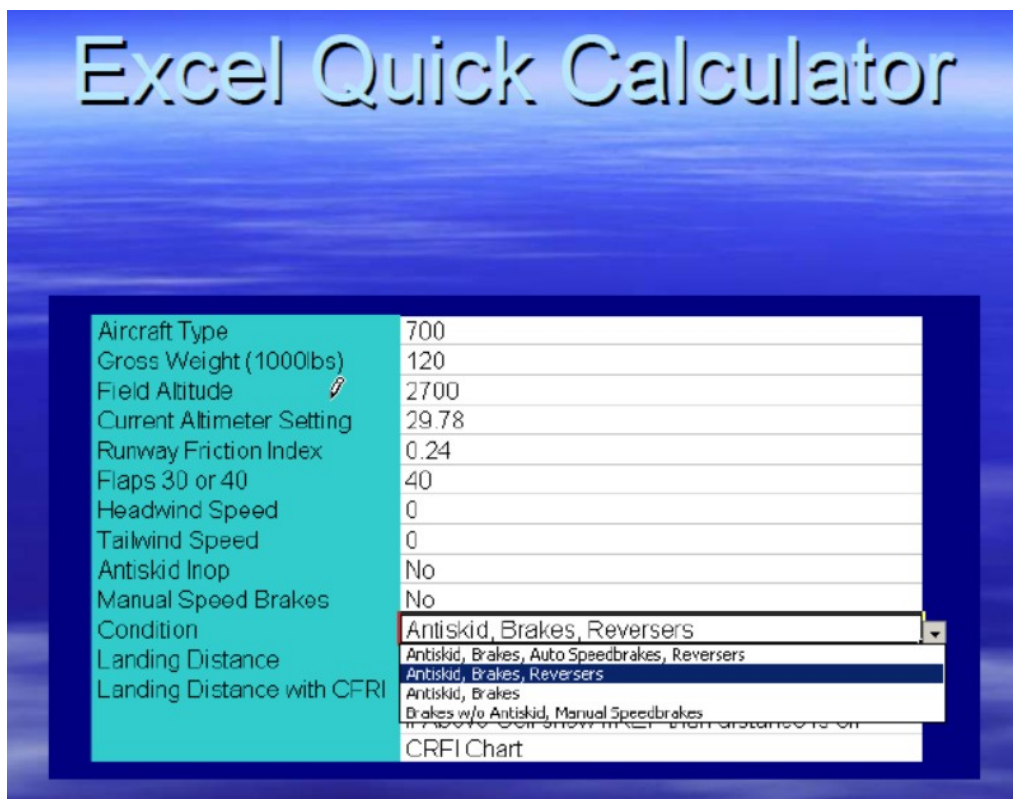 Excel Quick Calculator
Aircraft Type 700
Gross Weight (1000lbs) 120
Field Altitude 2700
Current Altimeter Setting 29.78
Runway Friction Index 0.24
Flaps 30 or 40 40
Headwind Speed 0
Tailwind Speed 0
Antiskid Inop No
Manual Speed Brakes No
Condition Antiskid, Brakes, Reversers
Landing Distance Antiskid, Brakes, Auto Speedbrakes, Reversers
Antiskid, Brakes, Reversers
Landing Distance with CFRI Antiskid, Brakes
Brakes w/o Antiskid, Manual Speedbrakes
CRFI Chart